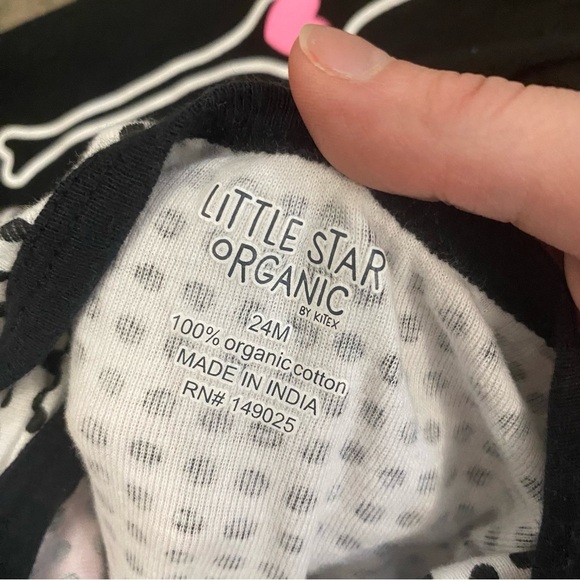 LITTLE STAR
ORGANIC
BY KITEX
24M
100% organic cotton
MADE IN INDIA
RN# 149025